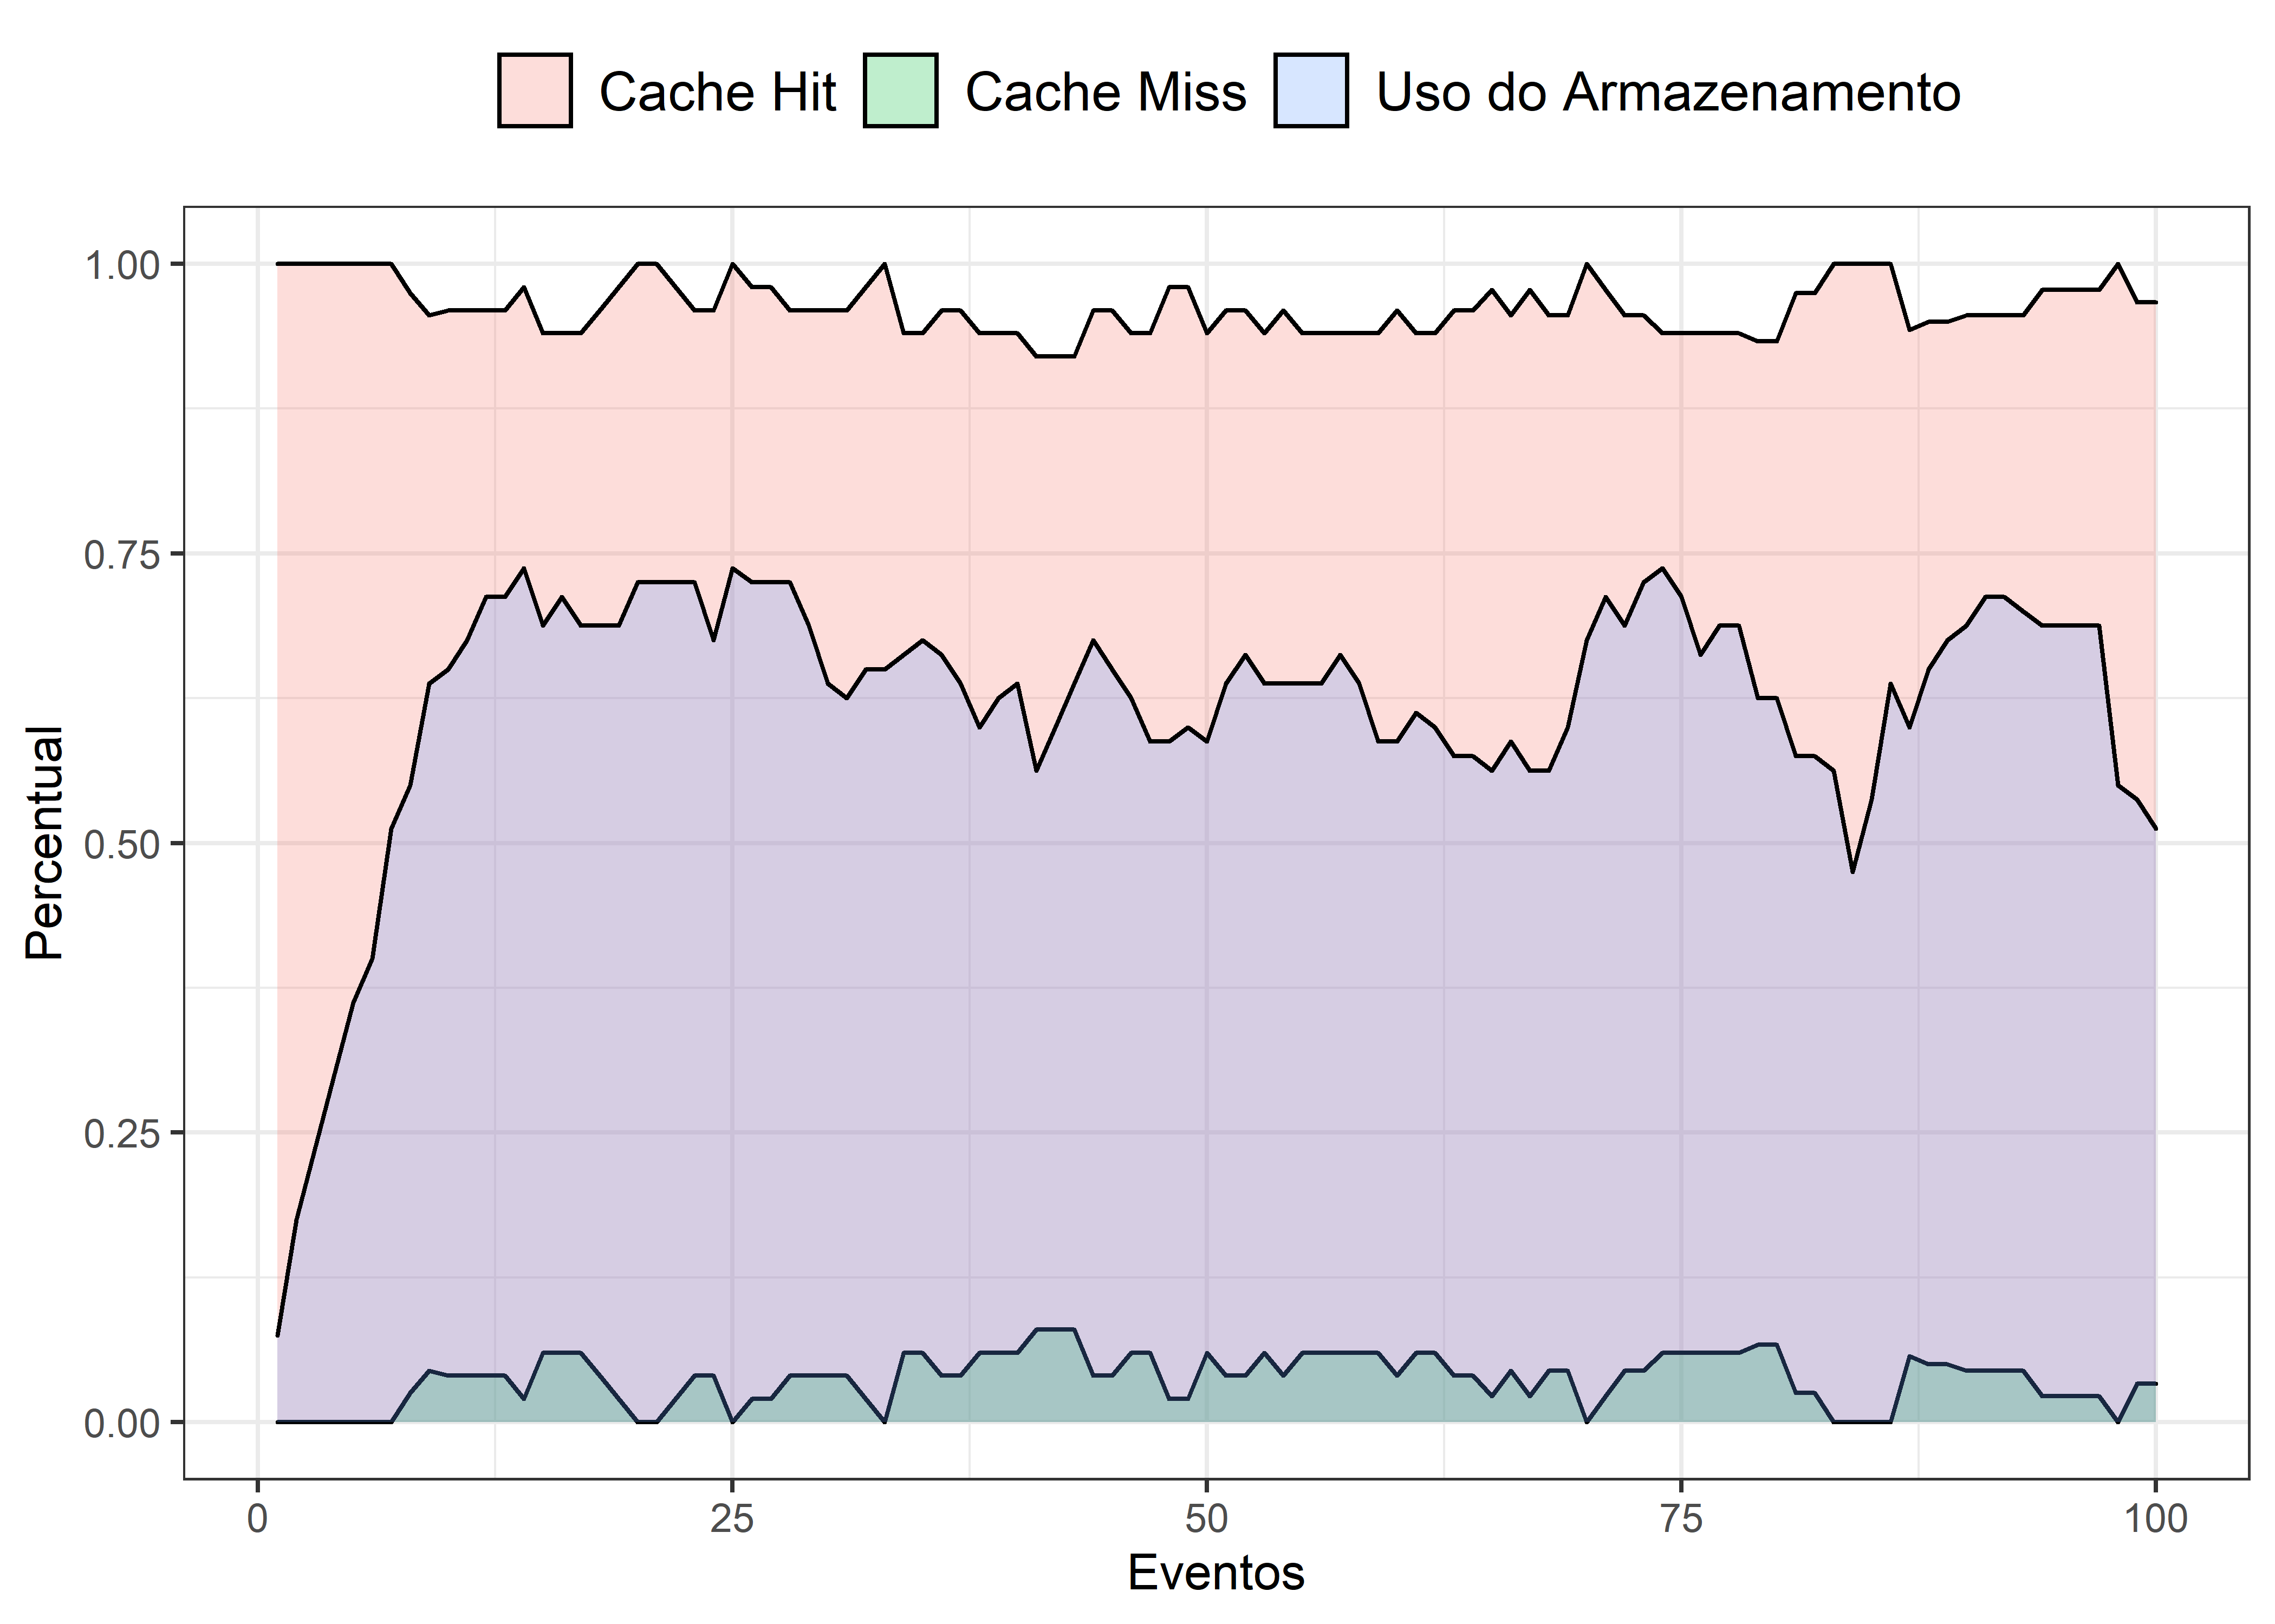 Cache Hit Cache Miss Uso do Armazenamento
1.00
0.75
0.50
0.25
0.00
Percentual
0 25 50 75 100
Eventos